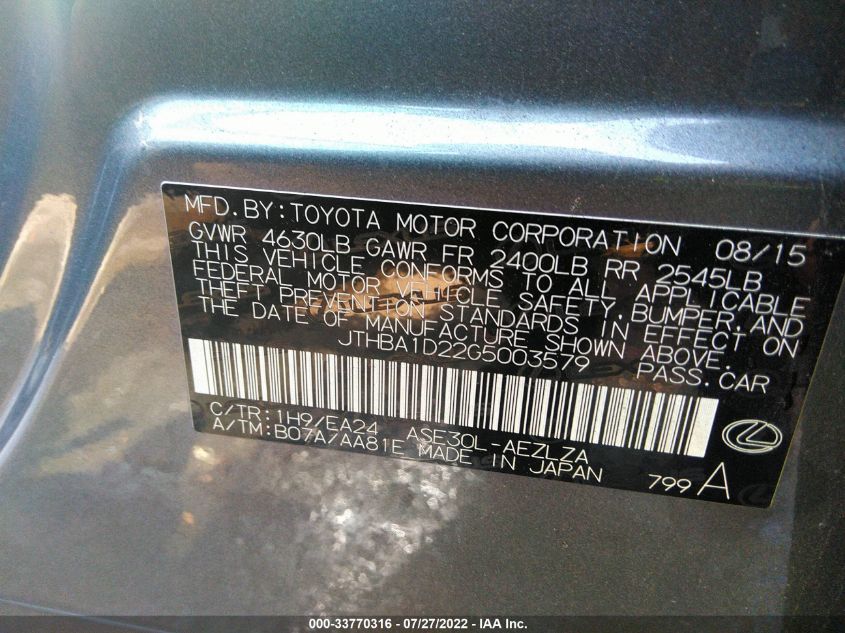 MFD.BY:TOYOTA MOTOR CORPORATION 08/15
GVWR 4630LB GAWR FR 2400LB RR 2545LB
THIS VEHICLE CONFORMS TO ALL APPLICABLE
FEDERAL MOTOR VEHICLE SAFETY,BUMPER,AND
THEFT PREVENTION STANDARDS IN EFFECT ON
THE DATE OF MANUFACTURE SHOWN ABOVE.
JTHBA1D22G5003579 PASS.CAR
C/TR:1H9/EA24 ASE30L-AEZLZA
A/TM:B07A/AA81E MADE IN JAPAN 799 A
000-33770316 - 07/27/2022 - IAA Inc.